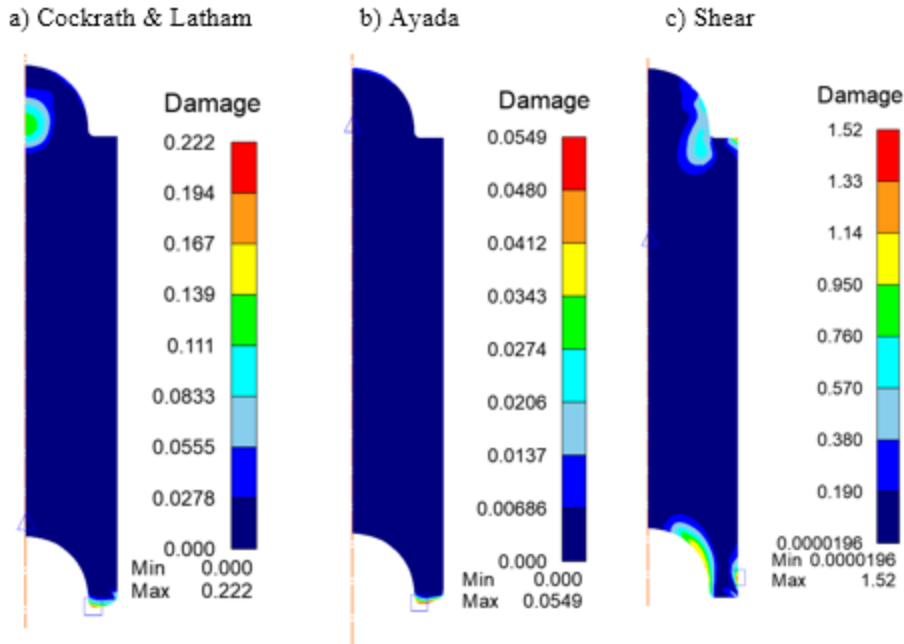 a) Cockrath & Latham
b) Ayada
c) Shear
Damage
0.222
0.194
0.167
0.139
0.111
0.0833
0.0555
0.0278
0.000
Min 0.000
Max 0.222
Damage
0.0549
0.0480
0.0412
0.0343
0.0274
0.0206
0.0137
0.00686
0.000
Min 0.000
Max 0.0549
Damage
1.52
1.33
1.14
0.950
0.760
0.570
0.380
0.190
0.0000196
Min 0.0000196
Max 1.52